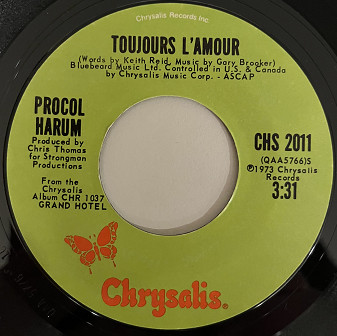 Chrysalis Records Inc.
TOUJOURS L'AMOUR
(Words by Keith Reid, Music by Gary Brooker)
Bluebeard Music Ltd. Controlled in U.S. & Canada
by Chrysalis Music Corp. - ASCAP
PROCOL
HARUM
Produced by
Chris Thomas
for Strongman
Productions
From the
Chrysalis
Album CHR 1037
GRAND HOTEL
CHS 2011
(QAA5766)S
℗1973 Chrysalis
Records
3:31
Chrysalis®